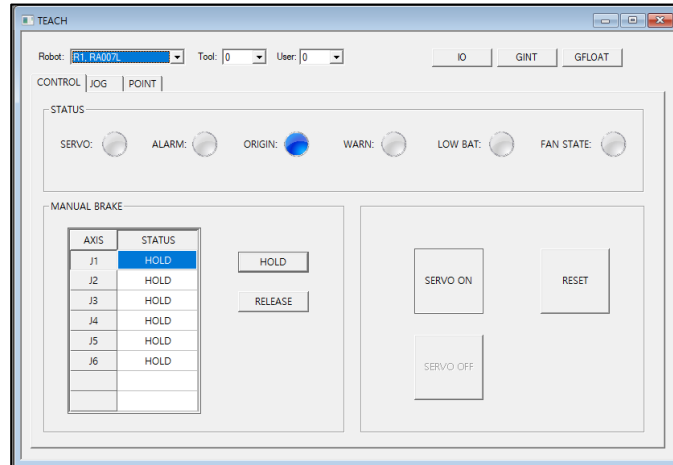 TEACH
Robot: R1, RA007L Tool: 0 User: 0 IO GINT GFLOAT
CONTROL JOG POINT
STATUS
SERVO: ALARM: ORIGIN: WARN: LOW BAT: FAN STATE:
MANUAL BRAKE
AXIS STATUS
J1 HOLD
J2 HOLD
J3 HOLD
J4 HOLD
J5 HOLD
J6 HOLD
HOLD
RELEASE
SERVO ON RESET
SERVO OFF